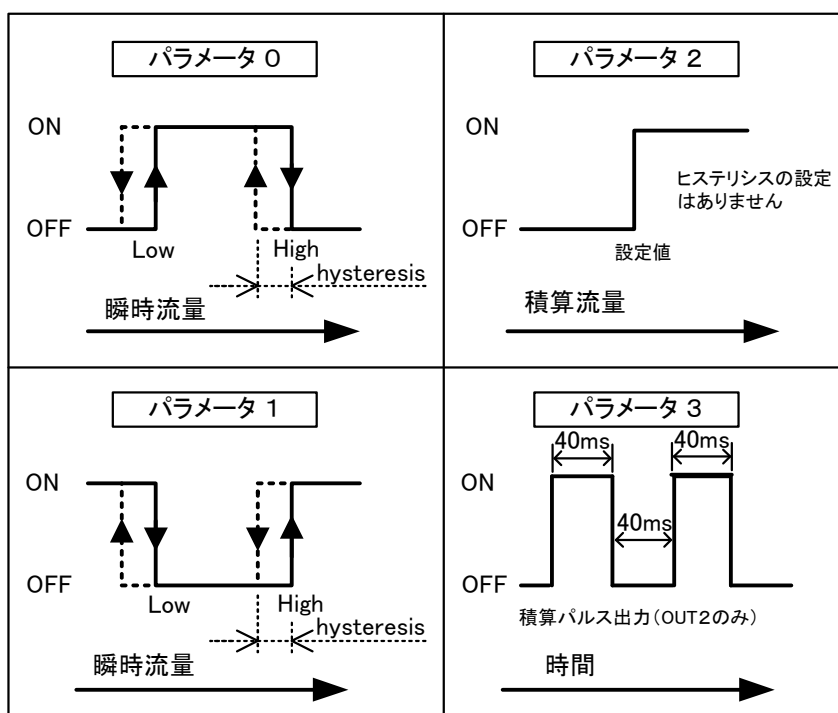 パラメータ 0
ON
OFF
Low
High
hysteresis
瞬時流量
パラメータ 2
ON
OFF
ヒステリシスの設定
はありません
設定値
積算流量
パラメータ 1
ON
OFF
Low
High
hysteresis
瞬時流量
パラメータ 3
40ms
40ms
ON
40ms
OFF
積算パルス出力(OUT2のみ)
時間